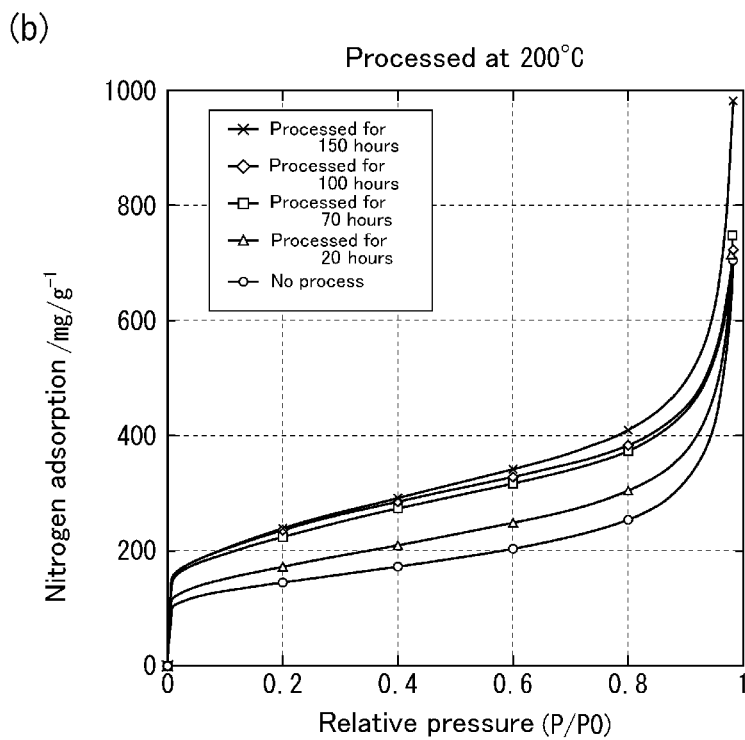 (b)
Processed at 200°C
1000
800
600
400
200
0
Nitrogen adsorption /mg/g⁻¹
Processed for
150 hours
Processed for
100 hours
Processed for
70 hours
Processed for
20 hours
No process
0 0.2 0.4 0.6 0.8 1
Relative pressure (P/P0)